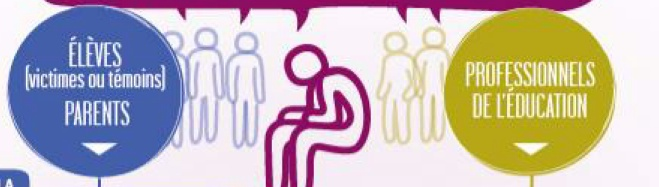 ÉLÈVES
(victimes ou témoins)
PARENTS
PROFESSIONNELS
DE L'ÉDUCATION